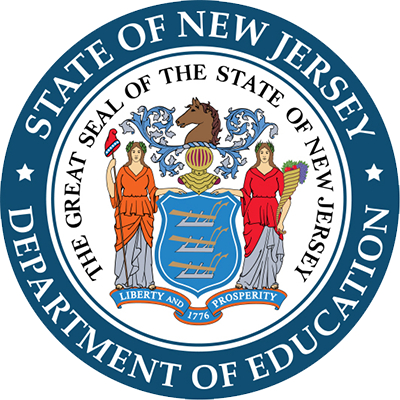 STATE OF NEW JERSEY
DEPARTMENT OF EDUCATION
THE GREAT SEAL OF THE STATE OF NEW JERSEY
LIBERTY AND PROSPERITY
1776